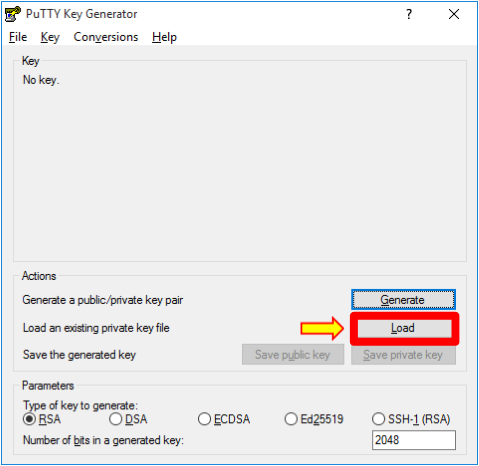 PuTTY Key Generator
?
File Key Conversions Help
Key
No key.
Actions
Generate a public/private key pair
Generate
Load an existing private key file
Load
Save the generated key
Save public key
Save private key
Parameters
Type of key to generate:
RSA DSA ECDSA Ed25519 SSH-1 (RSA)
Number of bits in a generated key:
2048